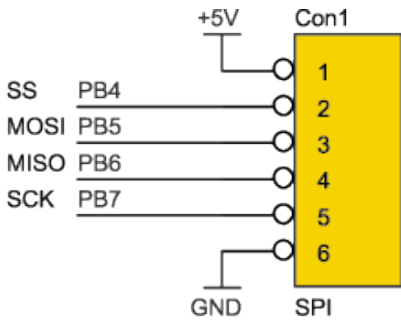 +5V Con1
1
SS PB4 2
MOSI PB5 3
MISO PB6 4
SCK PB7 5
6
GND SPI